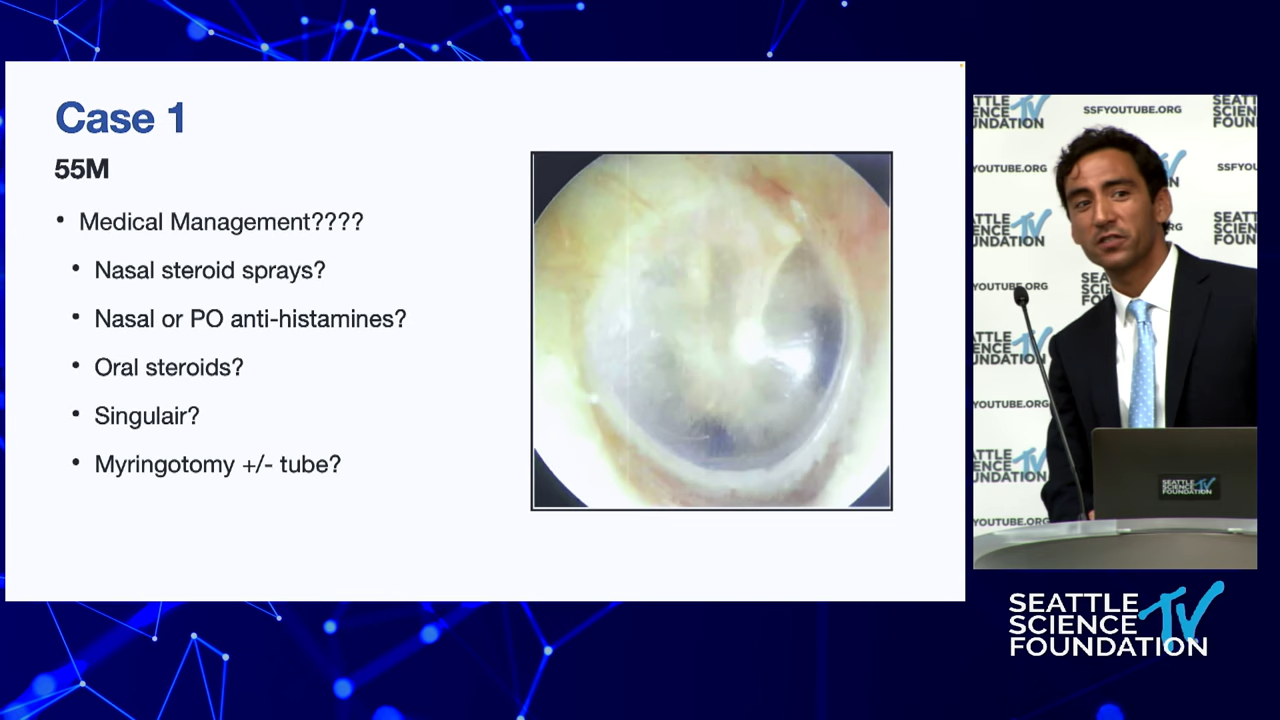 Case 1
55M
• Medical Management????
• Nasal steroid sprays?
• Nasal or PO anti-histamines?
• Oral steroids?
• Singulair?
• Myringotomy +/- tube?
SSFYOUTUBE.ORG
SEATTLE
SCIENCE
FOUNDATION
TV
SEATTLE
SCIENCE
FOUNDATION
TV